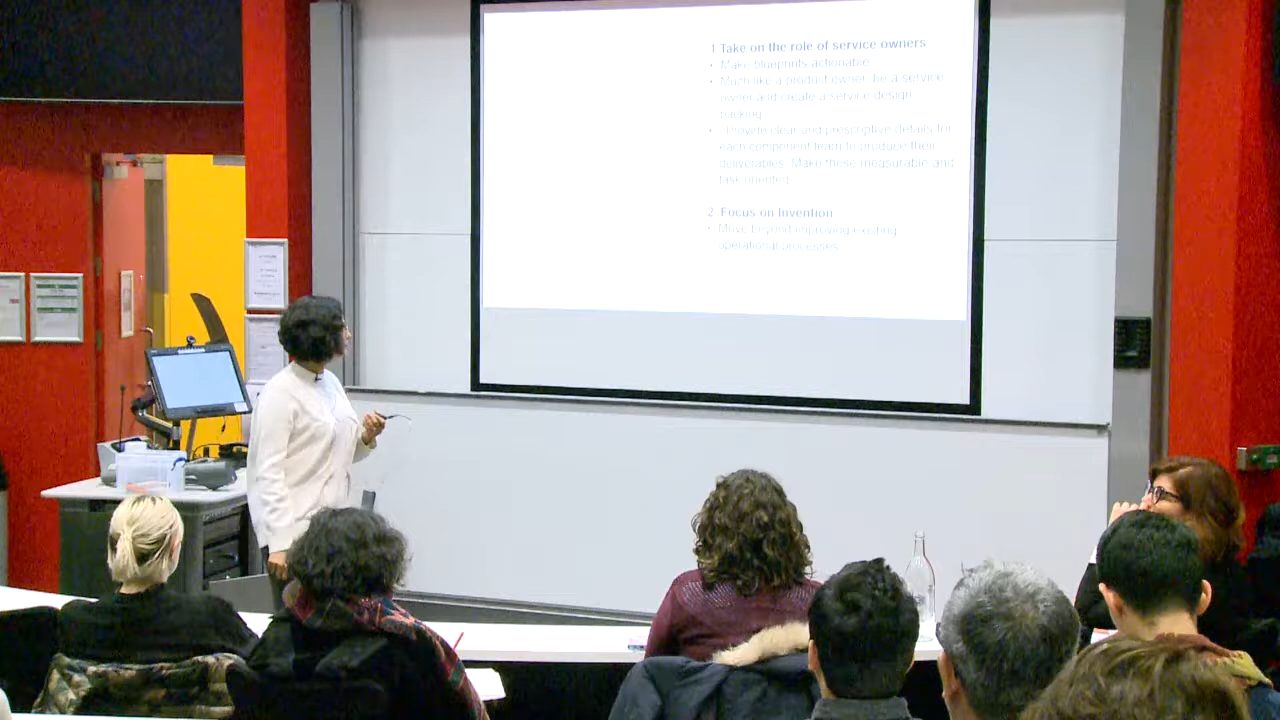 1 Take on the role of service owners
• Make blueprints actionable
• Much like a product owner, be a service
owner and create a service design
• Provide clear and prescriptive details for
each component team to produce their
deliverables. Make these measurable and
task oriented
2 Focus on Invention
• Move beyond improving existing
operational processes